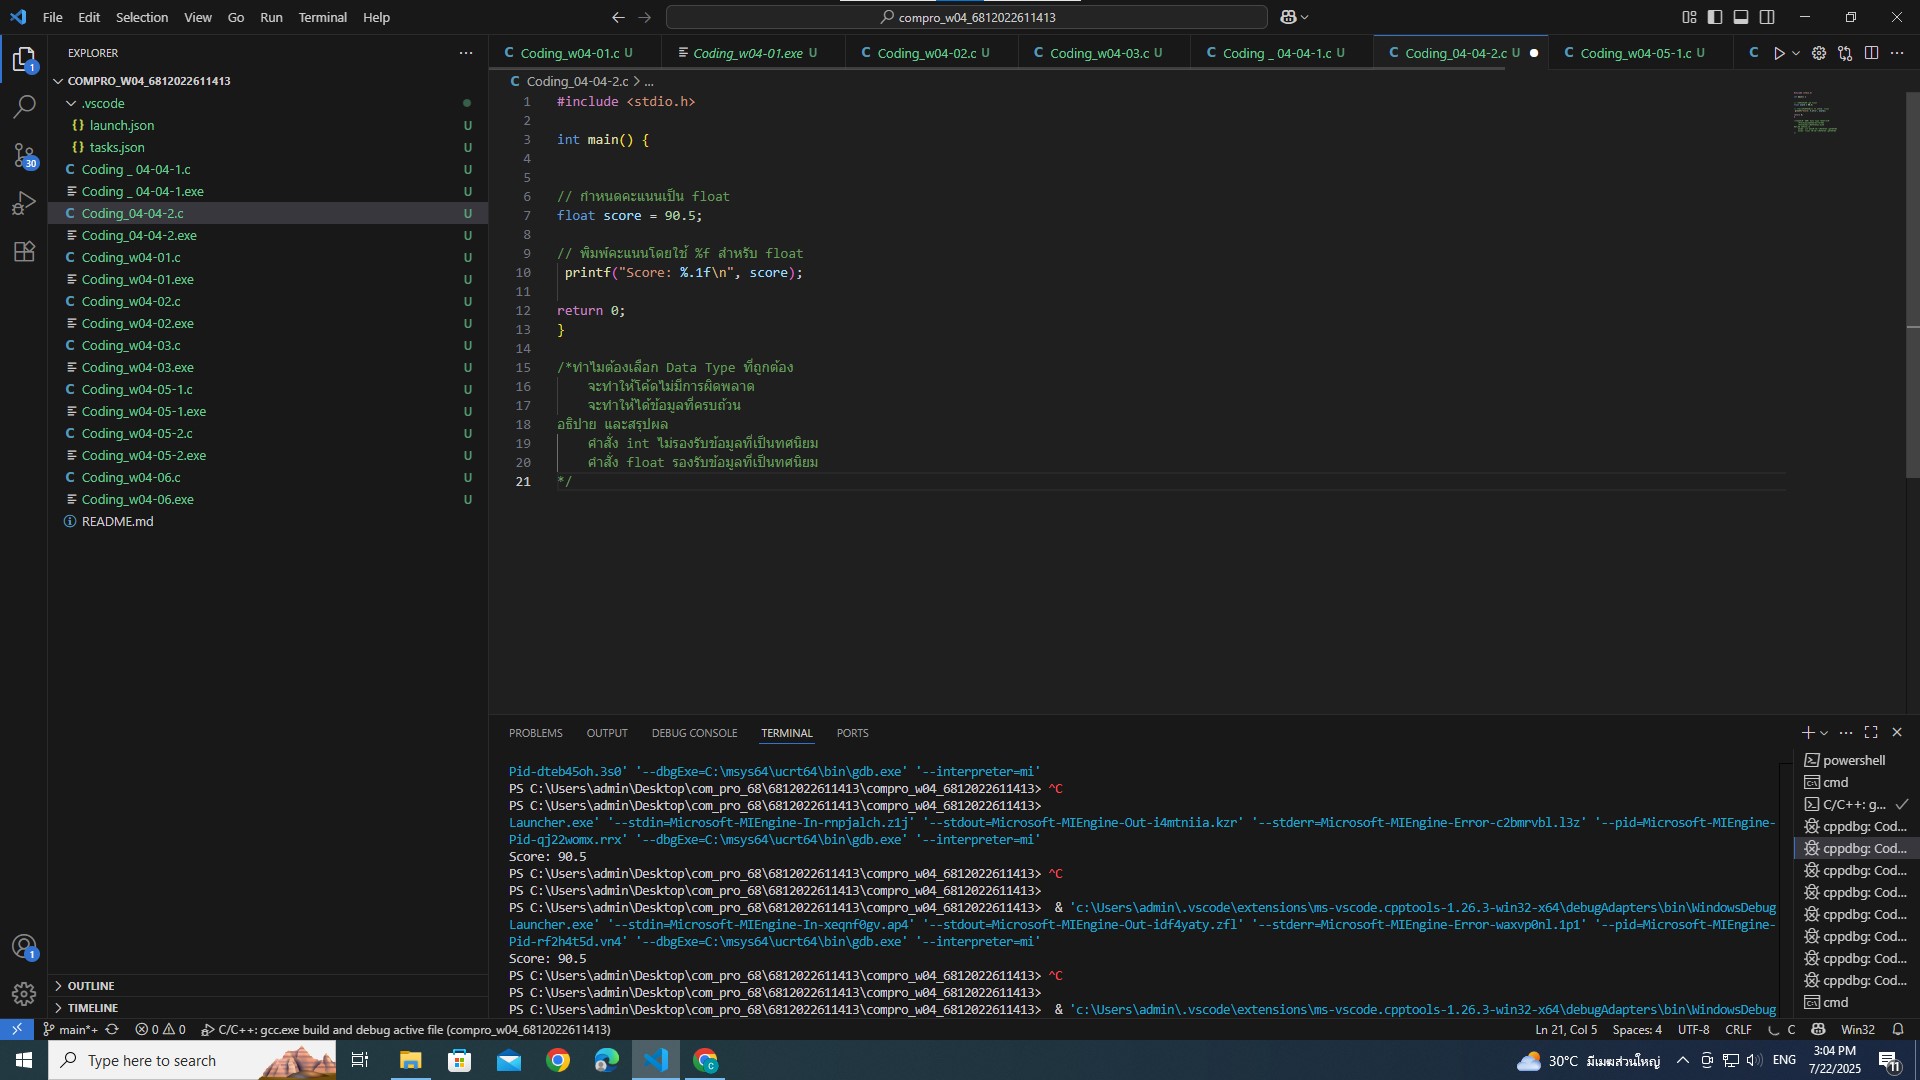 File Edit Selection View Go Run Terminal Help
compro_w04_6812022611413
EXPLORER
COMPRO_W04_6812022611413
.vscode
launch.json U
tasks.json U
Coding _ 04-04-1.c U
Coding _ 04-04-1.exe U
Coding_04-04-2.c U
Coding_04-04-2.exe U
Coding_w04-01.c U
Coding_w04-01.exe U
Coding_w04-02.c U
Coding_w04-02.exe U
Coding_w04-03.c U
Coding_w04-03.exe U
Coding_w04-05-1.c U
Coding_w04-05-1.exe U
Coding_w04-05-2.c U
Coding_w04-05-2.exe U
Coding_w04-06.c U
Coding_w04-06.exe U
README.md
OUTLINE
TIMELINE
1
30
1
Coding_w04-01.c U Coding_w04-01.exe U Coding_w04-02.c U Coding_w04-03.c U Coding _ 04-04-1.c U Coding_04-04-2.c U Coding_w04-05-1.c U
Coding_04-04-2.c > ...
1 #include <stdio.h>
2
3 int main() {
4
5
6 // กำหนดคะแนนเป็น float
7 float score = 90.5;
8
9 // พิมพ์คะแนนโดยใช้ %f สำหรับ float
10 printf("Score: %.1f\n", score);
11
12 return 0;
13 }
14
15 /*ทำไมต้องเลือก Data Type ที่ถูกต้อง
16 จะทำให้โค้ดไม่มีการผิดพลาด
17 จะทำให้ได้ข้อมูลที่ครบถ้วน
18 อธิปาย และสรุปผล
19 คำสั่ง int ไม่รองรับข้อมูลที่เป็นทศนิยม
20 คำสั่ง float รองรับข้อมูลที่เป็นทศนิยม
21 */
PROBLEMS OUTPUT DEBUG CONSOLE TERMINAL PORTS
Pid-dteb45oh.3s0' '--dbgExe=C:\msys64\ucrt64\bin\gdb.exe' '--interpreter=mi'
PS C:\Users\admin\Desktop\com_pro_68\6812022611413\compro_w04_6812022611413> ^C
PS C:\Users\admin\Desktop\com_pro_68\6812022611413\compro_w04_6812022611413>
Launcher.exe' '--stdin=Microsoft-MIEngine-In-rnpjalch.z1j' '--stdout=Microsoft-MIEngine-Out-i4mtniia.kzr' '--stderr=Microsoft-MIEngine-Error-c2bmrvbl.l3z' '--pid=Microsoft-MIEngine-
Pid-qj22womx.rrx' '--dbgExe=C:\msys64\ucrt64\bin\gdb.exe' '--interpreter=mi'
Score: 90.5
PS C:\Users\admin\Desktop\com_pro_68\6812022611413\compro_w04_6812022611413> ^C
PS C:\Users\admin\Desktop\com_pro_68\6812022611413\compro_w04_6812022611413>
PS C:\Users\admin\Desktop\com_pro_68\6812022611413\compro_w04_6812022611413> & 'c:\Users\admin\.vscode\extensions\ms-vscode.cpptools-1.26.3-win32-x64\debugAdapters\bin\WindowsDebug
Launcher.exe' '--stdin=Microsoft-MIEngine-In-xeqnf0gv.ap4' '--stdout=Microsoft-MIEngine-Out-idf4yaty.zfl' '--stderr=Microsoft-MIEngine-Error-waxvp0nl.1p1' '--pid=Microsoft-MIEngine-
Pid-rf2h4t5d.vn4' '--dbgExe=C:\msys64\ucrt64\bin\gdb.exe' '--interpreter=mi'
Score: 90.5
PS C:\Users\admin\Desktop\com_pro_68\6812022611413\compro_w04_6812022611413> ^C
PS C:\Users\admin\Desktop\com_pro_68\6812022611413\compro_w04_6812022611413>
PS C:\Users\admin\Desktop\com_pro_68\6812022611413\compro_w04_6812022611413> & 'c:\Users\admin\.vscode\extensions\ms-vscode.cpptools-1.26.3-win32-x64\debugAdapters\bin\WindowsDebug
powershell
cmd
C/C++: g...
cppdbg: Cod...
cppdbg: Cod...
cppdbg: Cod...
cppdbg: Cod...
cppdbg: Cod...
cppdbg: Cod...
cppdbg: Cod...
cppdbg: Cod...
cmd
main*+ 0 0 C/C++: gcc.exe build and debug active file (compro_w04_6812022611413) Ln 21, Col 5 Spaces: 4 UTF-8 CRLF C Win32
Type here to search
30°C มีเมฆส่วนใหญ่ ENG
3:04 PM
7/22/2025
11